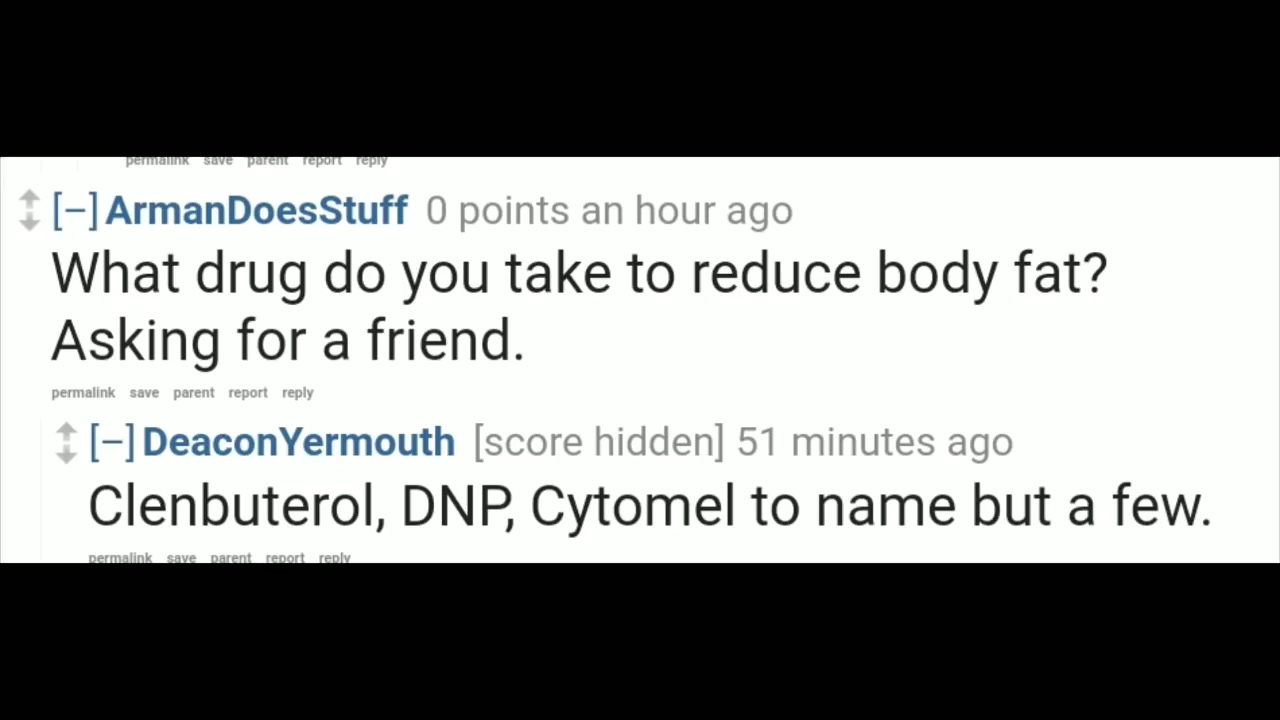 permalink save parent report reply
[–] ArmanDoesStuff 0 points an hour ago
What drug do you take to reduce body fat?
Asking for a friend.
permalink save parent report reply
[–] DeaconYermouth [score hidden] 51 minutes ago
Clenbuterol, DNP, Cytomel to name but a few.
permalink save parent report reply